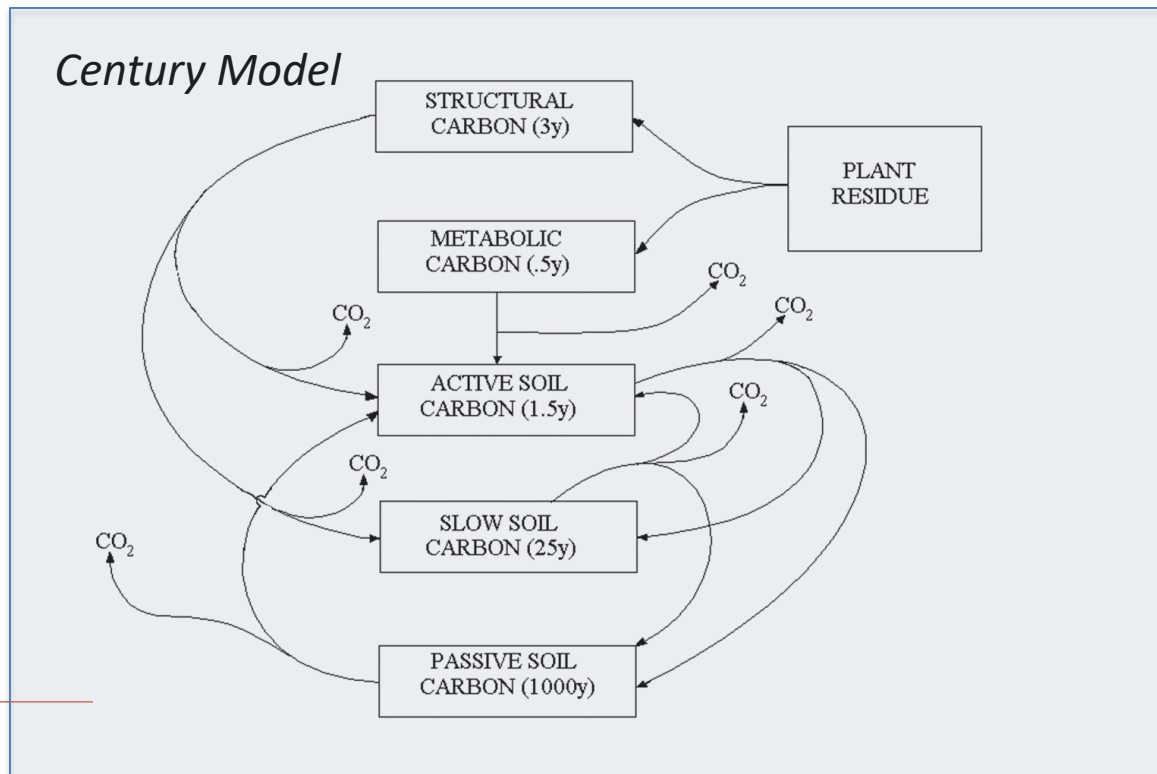 Century Model
STRUCTURAL
CARBON (3y)
PLANT
RESIDUE
METABOLIC
CARBON (.5y)
CO₂
CO₂
CO₂
ACTIVE SOIL
CARBON (1.5y)
CO₂
CO₂
SLOW SOIL
CARBON (25y)
CO₂
PASSIVE SOIL
CARBON (1000y)